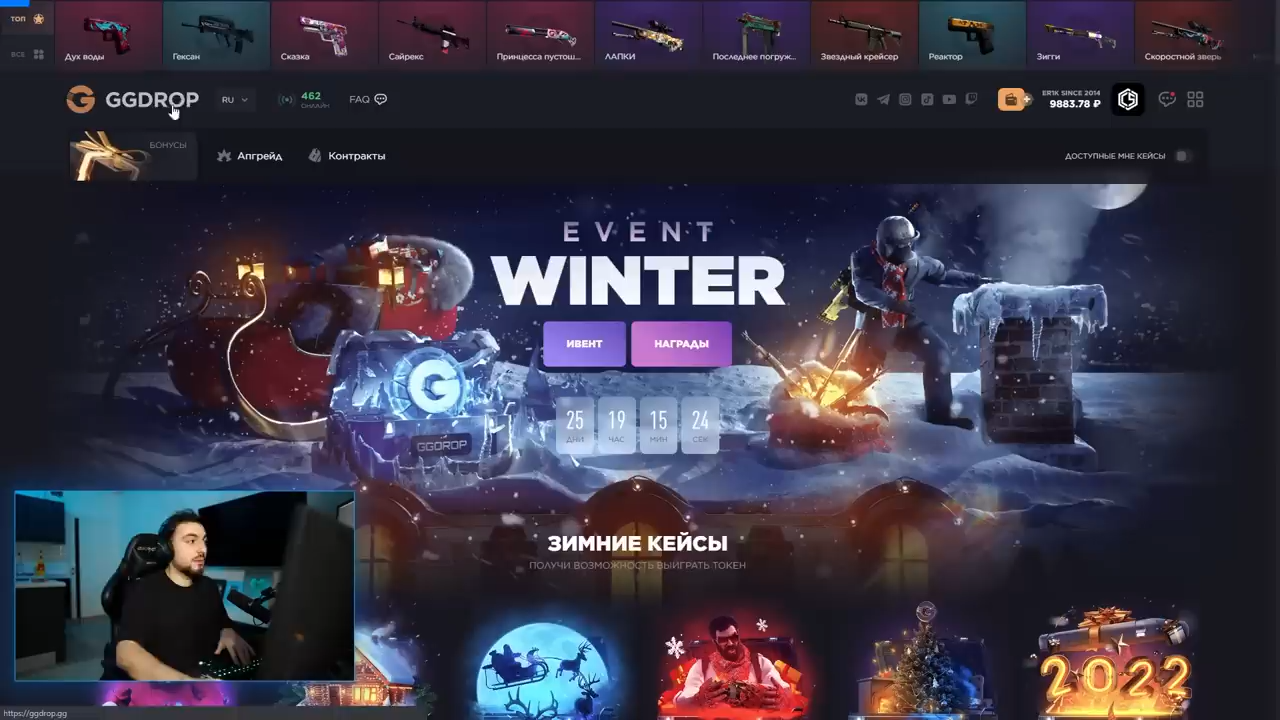 ТОП
ВСЕ
Дух воды
Гексан
Сказка
Сайрекс
Принцесса пустош...
ЛАПКИ
Последнее погруж...
Звездный крейсер
Реактор
Зигги
Скоростной зверь
GGDROP
RU
462
ОНЛАЙН
FAQ
ER1K SINCE 2014
9883.78 ₽
БОНУСЫ
Апгрейд
Контракты
ДОСТУПНЫЕ МНЕ КЕЙСЫ
EVENT
WINTER
ИВЕНТ
НАГРАДЫ
25
19
15
24
ДНИ
ЧАС
МИН
СЕК
GGDROP
ЗИМНИЕ КЕЙСЫ
ПОЛУЧИ ВОЗМОЖНОСТЬ ВЫИГРАТЬ ТОКЕН
2022
https://ggdrop.gg